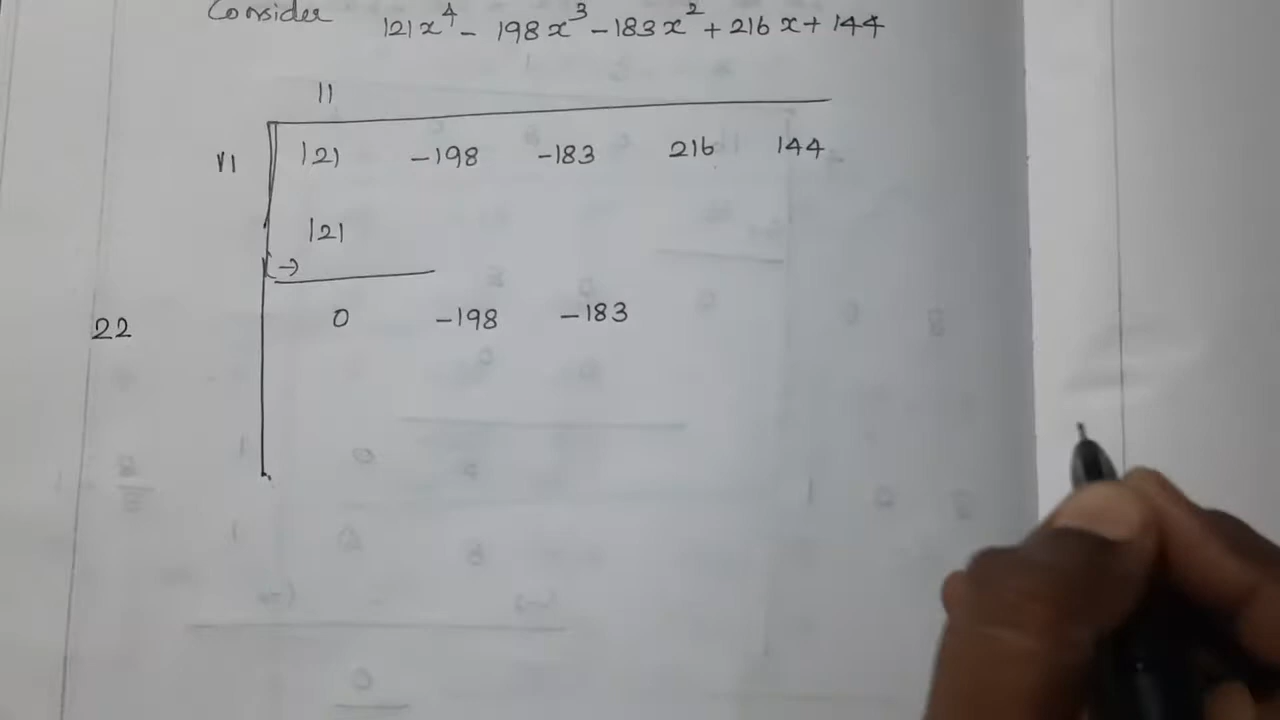 Consider 121x⁴ - 198x³ - 183x² + 216x + 144
11
11 121 -198 -183 216 144
121
(-)
22 0 -198 -183